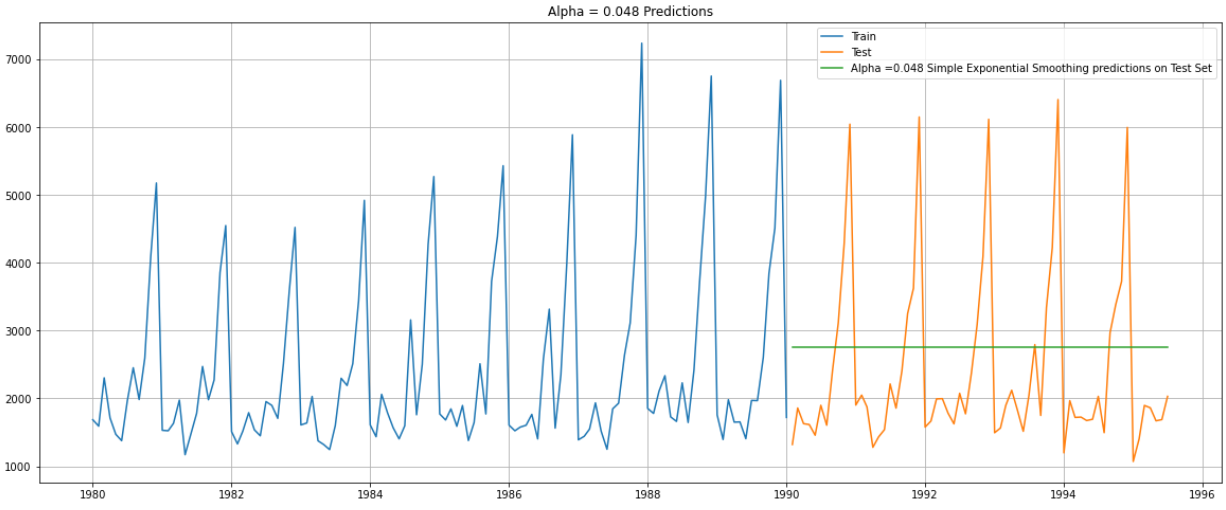 Alpha = 0.048 Predictions
Train
Test
Alpha =0.048 Simple Exponential Smoothing predictions on Test Set
7000
6000
5000
4000
3000
2000
1000
1980 1982 1984 1986 1988 1990 1992 1994 1996